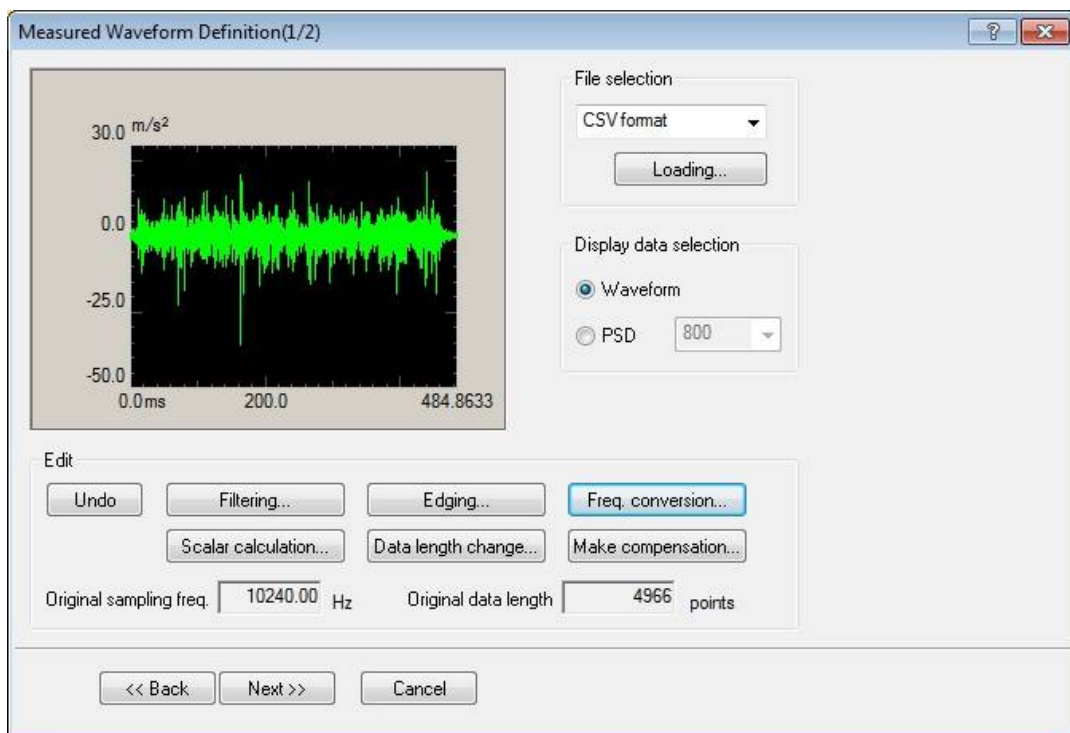 Measured Waveform Definition(1/2)
?
30.0 m/s²
0.0
-25.0
-50.0
0.0ms 200.0 484.8633
File selection
CSV format
Loading...
Display data selection
Waveform
PSD 800
Edit
Undo Filtering... Edging... Freq. conversion...
Scalar calculation... Data length change... Make compensation...
Original sampling freq. 10240.00 Hz Original data length 4966 points
<< Back Next >> Cancel